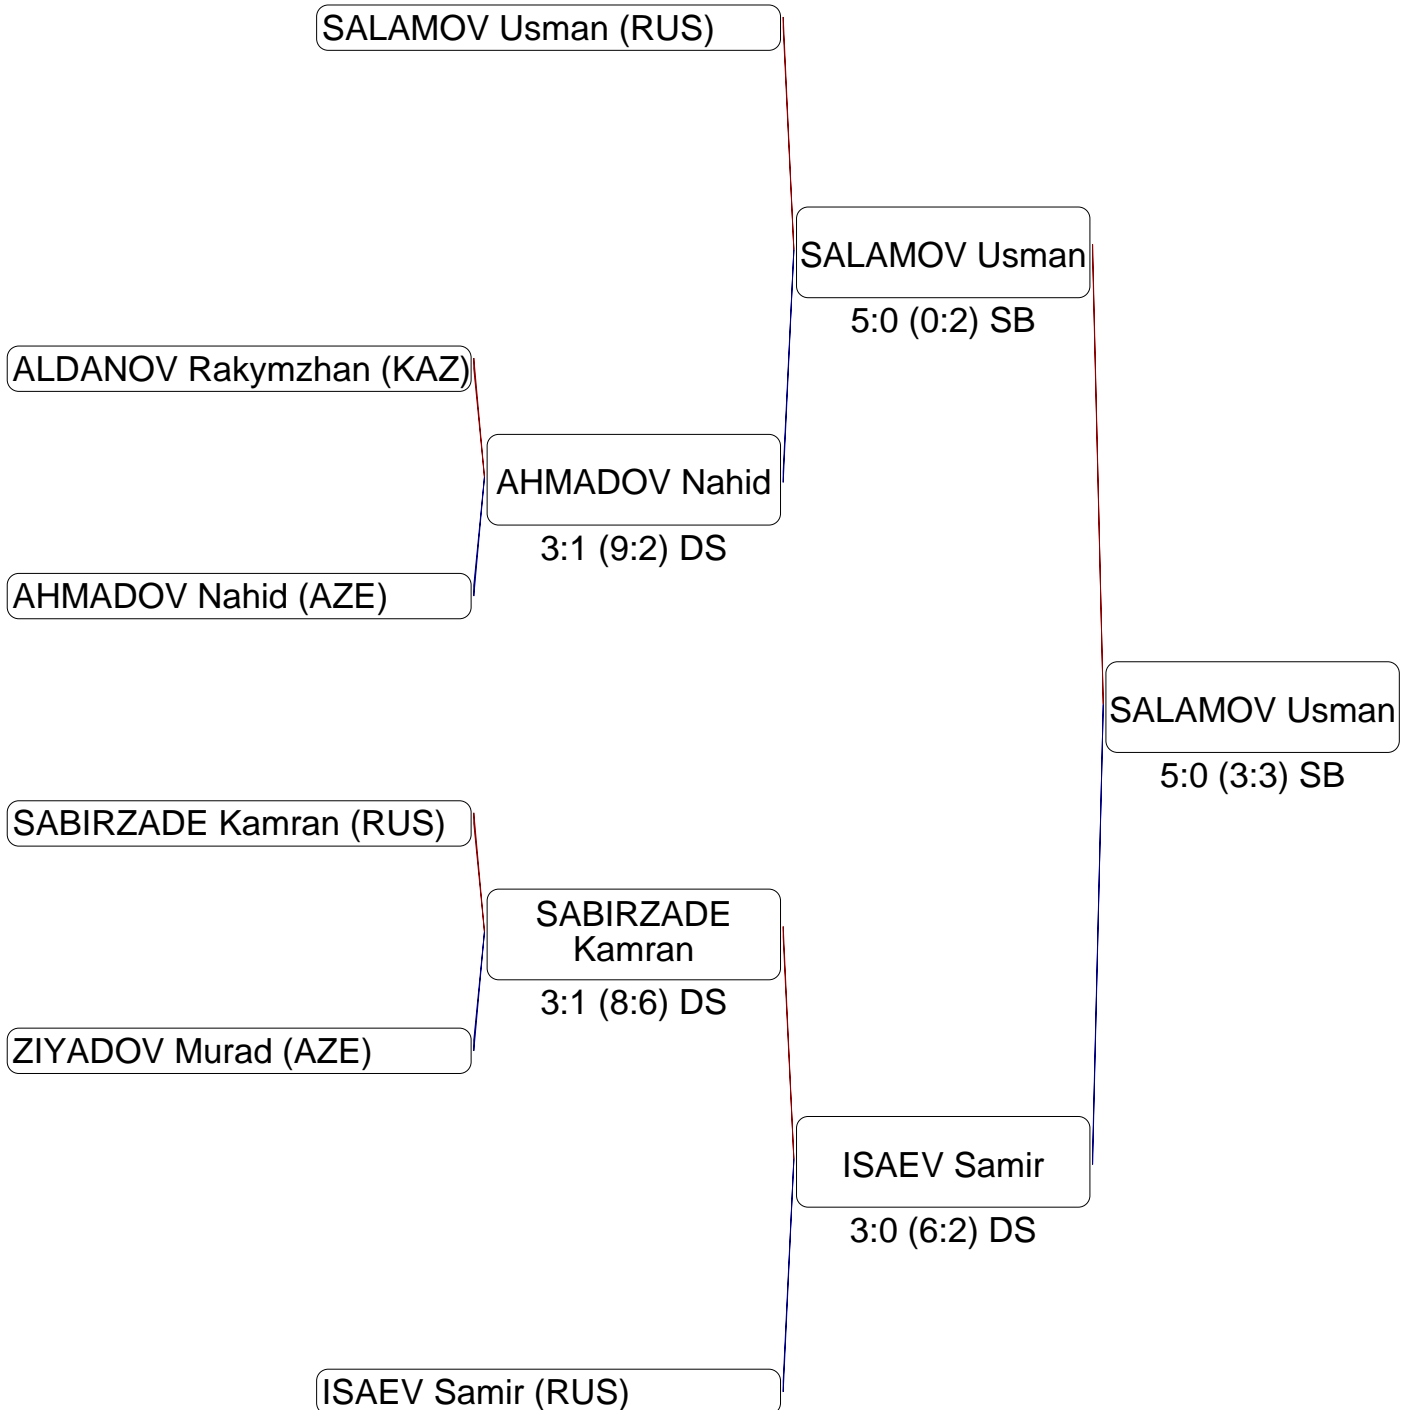 SALAMOV Usman (RUS)
SALAMOV Usman
5:0 (0:2) SB
ALDANOV Rakymzhan (KAZ)
AHMADOV Nahid
3:1 (9:2) DS
AHMADOV Nahid (AZE)
SALAMOV Usman
5:0 (3:3) SB
SABIRZADE Kamran (RUS)
SABIRZADE
Kamran
3:1 (8:6) DS
ZIYADOV Murad (AZE)
ISAEV Samir
3:0 (6:2) DS
ISAEV Samir (RUS)